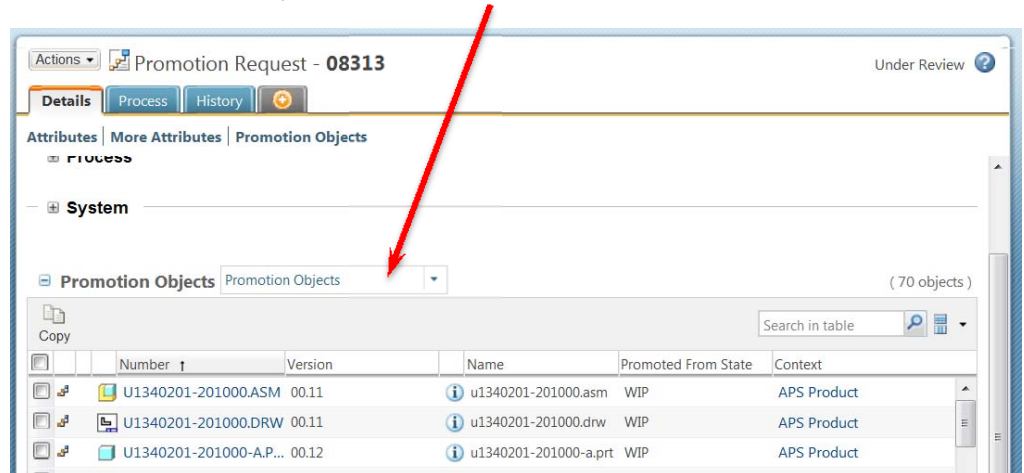 Actions Promotion Request - 08313 Under Review
Details Process History
Attributes More Attributes Promotion Objects
Process
System
Promotion Objects Promotion Objects ( 70 objects )
Copy Search in table
Number Version Name Promoted From State Context
U1340201-201000.ASM 00.11 u1340201-201000.asm WIP APS Product
U1340201-201000.DRW 00.11 u1340201-201000.drw WIP APS Product
U1340201-201000-A.P... 00.12 u1340201-201000-a.prt WIP APS Product